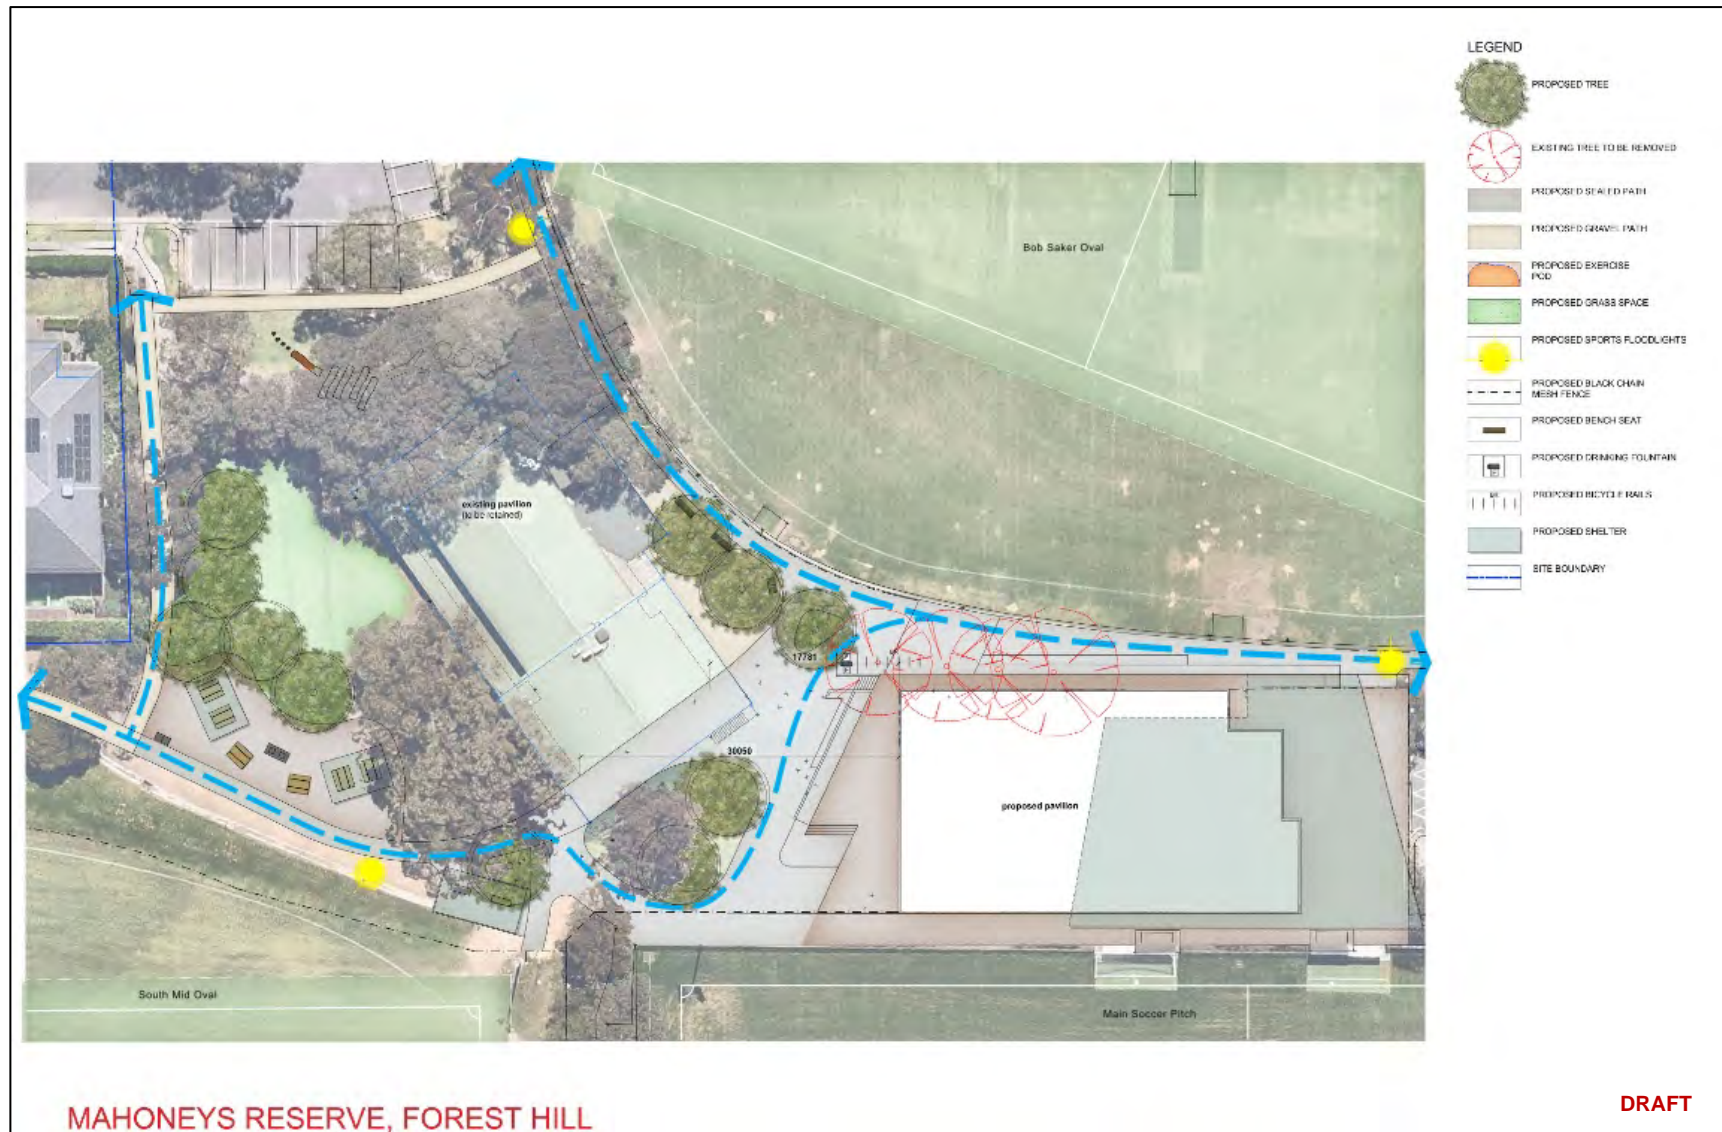 LEGEND
PROPOSED TREE
EXISTING TREE TO BE REMOVED
PROPOSED SEALED PATH
PROPOSED GRAVEL PATH
PROPOSED EXERCISE
POD
PROPOSED GRASS SPACE
PROPOSED SPORTS FLOODLIGHTS
PROPOSED BLACK CHAIN
MESH FENCE
PROPOSED BENCH SEAT
PROPOSED DRINKING FOUNTAIN
PROPOSED BICYCLE RAILS
PROPOSED SHELTER
SITE BOUNDARY
Bob Saker Oval
existing pavilion
(to be retained)
17781
30050
proposed pavilion
South Mid Oval
Main Soccer Pitch
MAHONEYS RESERVE, FOREST HILL
DRAFT